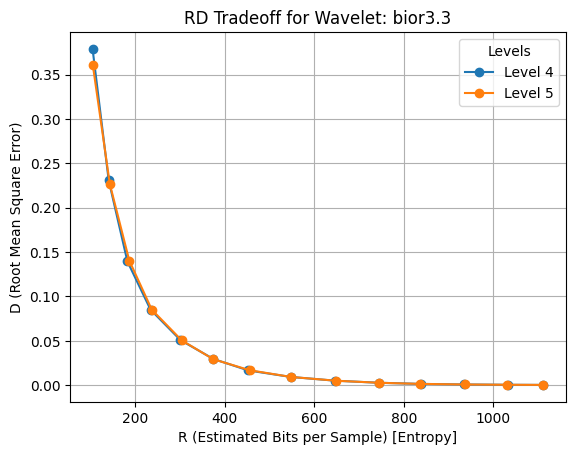 RD Tradeoff for Wavelet: bior3.3
Levels
Level 4
Level 5
D (Root Mean Square Error)
0.35
0.30
0.25
0.20
0.15
0.10
0.05
0.00
200
400
600
800
1000
R (Estimated Bits per Sample) [Entropy]